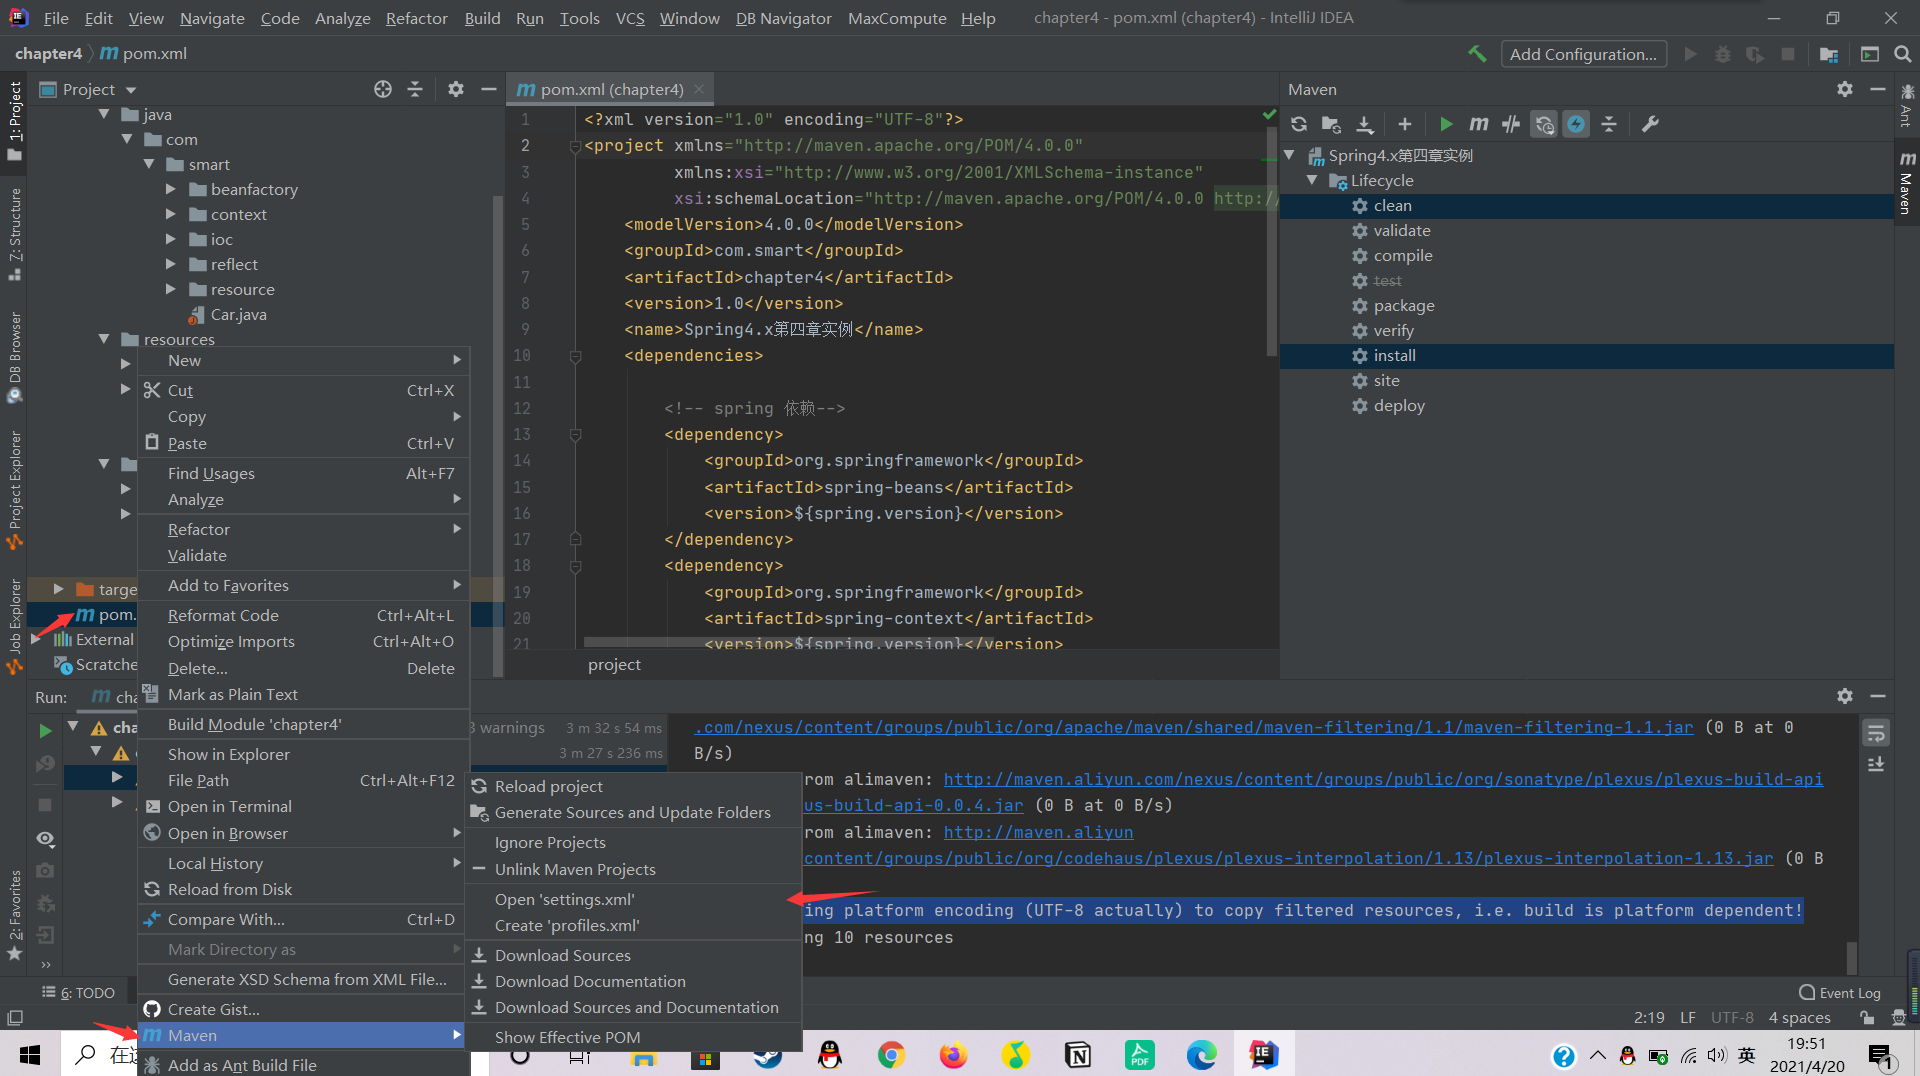 File Edit View Navigate Code Analyze Refactor Build Run Tools VCS Window DB Navigator MaxCompute Help chapter4 - pom.xml (chapter4) - IntelliJ IDEA
chapter4 pom.xml
Add Configuration...
1: Project
7: Structure
DB Browser
Project Explorer
Job Explorer
2: Favorites
Project
java
com
smart
beanfactory
context
ioc
reflect
resource
Car.java
resources
targe
pom.
External
Scratche
pom.xml (chapter4)
1 <?xml version="1.0" encoding="UTF-8"?>
2 <project xmlns="http://maven.apache.org/POM/4.0.0"
3 xmlns:xsi="http://www.w3.org/2001/XMLSchema-instance"
4 xsi:schemaLocation="http://maven.apache.org/POM/4.0.0 http://
5 <modelVersion>4.0.0</modelVersion>
6 <groupId>com.smart</groupId>
7 <artifactId>chapter4</artifactId>
8 <version>1.0</version>
9 <name>Spring4.x第四章实例</name>
10 <dependencies>
11
12 <!-- spring 依赖-->
13 <dependency>
14 <groupId>org.springframework</groupId>
15 <artifactId>spring-beans</artifactId>
16 <version>${spring.version}</version>
17 </dependency>
18 <dependency>
19 <groupId>org.springframework</groupId>
20 <artifactId>spring-context</artifactId>
21 <version>${spring.version}</version>
project
Maven
Spring4.x第四章实例
Lifecycle
clean
validate
compile
test
package
verify
install
site
deploy
Ant
Maven
New
Cut Ctrl+X
Copy
Paste Ctrl+V
Find Usages Alt+F7
Analyze
Refactor
Validate
Add to Favorites
Reformat Code Ctrl+Alt+L
Optimize Imports Ctrl+Alt+O
Delete... Delete
Mark as Plain Text
Build Module 'chapter4'
Show in Explorer
File Path Ctrl+Alt+F12
Open in Terminal
Open in Browser
Local History
Reload from Disk
Compare With... Ctrl+D
Mark Directory as
Generate XSD Schema from XML File...
Create Gist...
Maven
Add as Ant Build File
Reload project
Generate Sources and Update Folders
Ignore Projects
Unlink Maven Projects
Open 'settings.xml'
Create 'profiles.xml'
Download Sources
Download Documentation
Download Sources and Documentation
Show Effective POM
Run: cha
cha
3 warnings 3 m 32 s 54 ms
3 m 27 s 236 ms
.com/nexus/content/groups/public/org/apache/maven/shared/maven-filtering/1.1/maven-filtering-1.1.jar (0 B at 0
B/s)
rom alimaven: http://maven.aliyun.com/nexus/content/groups/public/org/sonatype/plexus/plexus-build-api
us-build-api-0.0.4.jar (0 B at 0 B/s)
rom alimaven: http://maven.aliyun
content/groups/public/org/codehaus/plexus/plexus-interpolation/1.13/plexus-interpolation-1.13.jar (0 B
ing platform encoding (UTF-8 actually) to copy filtered resources, i.e. build is platform dependent!
ng 10 resources
6: TODO
Event Log
2:19 LF UTF-8 4 spaces
英
19:51
2021/4/20
1